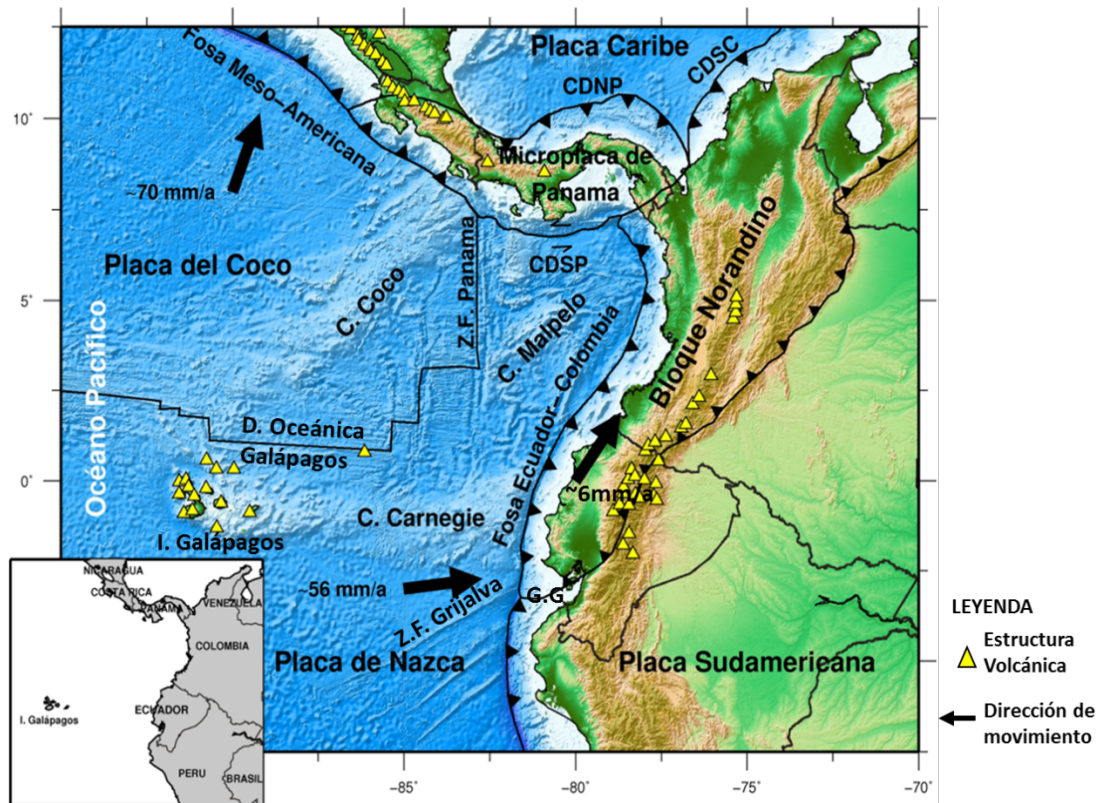 Placa Caribe
Fosa Meso-Americana
CDSC
CDNP
10°
Microplaca de
Panama
~70 mm/a
Placa del Coco
C. Coco
Z.F. Panama
CDSP
C. Malpelo
5°
Océano Pacífico
Bloque Norandino
Fosa Ecuador-Colombia
D. Oceánica
Galápagos
0°
~6mm/a
C. Carnegie
I. Galápagos
~56 mm/a
G.G
Z.F. Grijalva
Placa de Nazca
Placa Sudamericana
NICARAGUA
COSTA RICA
PANAMA
VENEZUELA
COLOMBIA
ECUADOR
I. Galápagos
PERU
BRASIL
-85°
-80°
-75°
-70°
LEYENDA
Estructura
Volcánica
Dirección de
movimiento